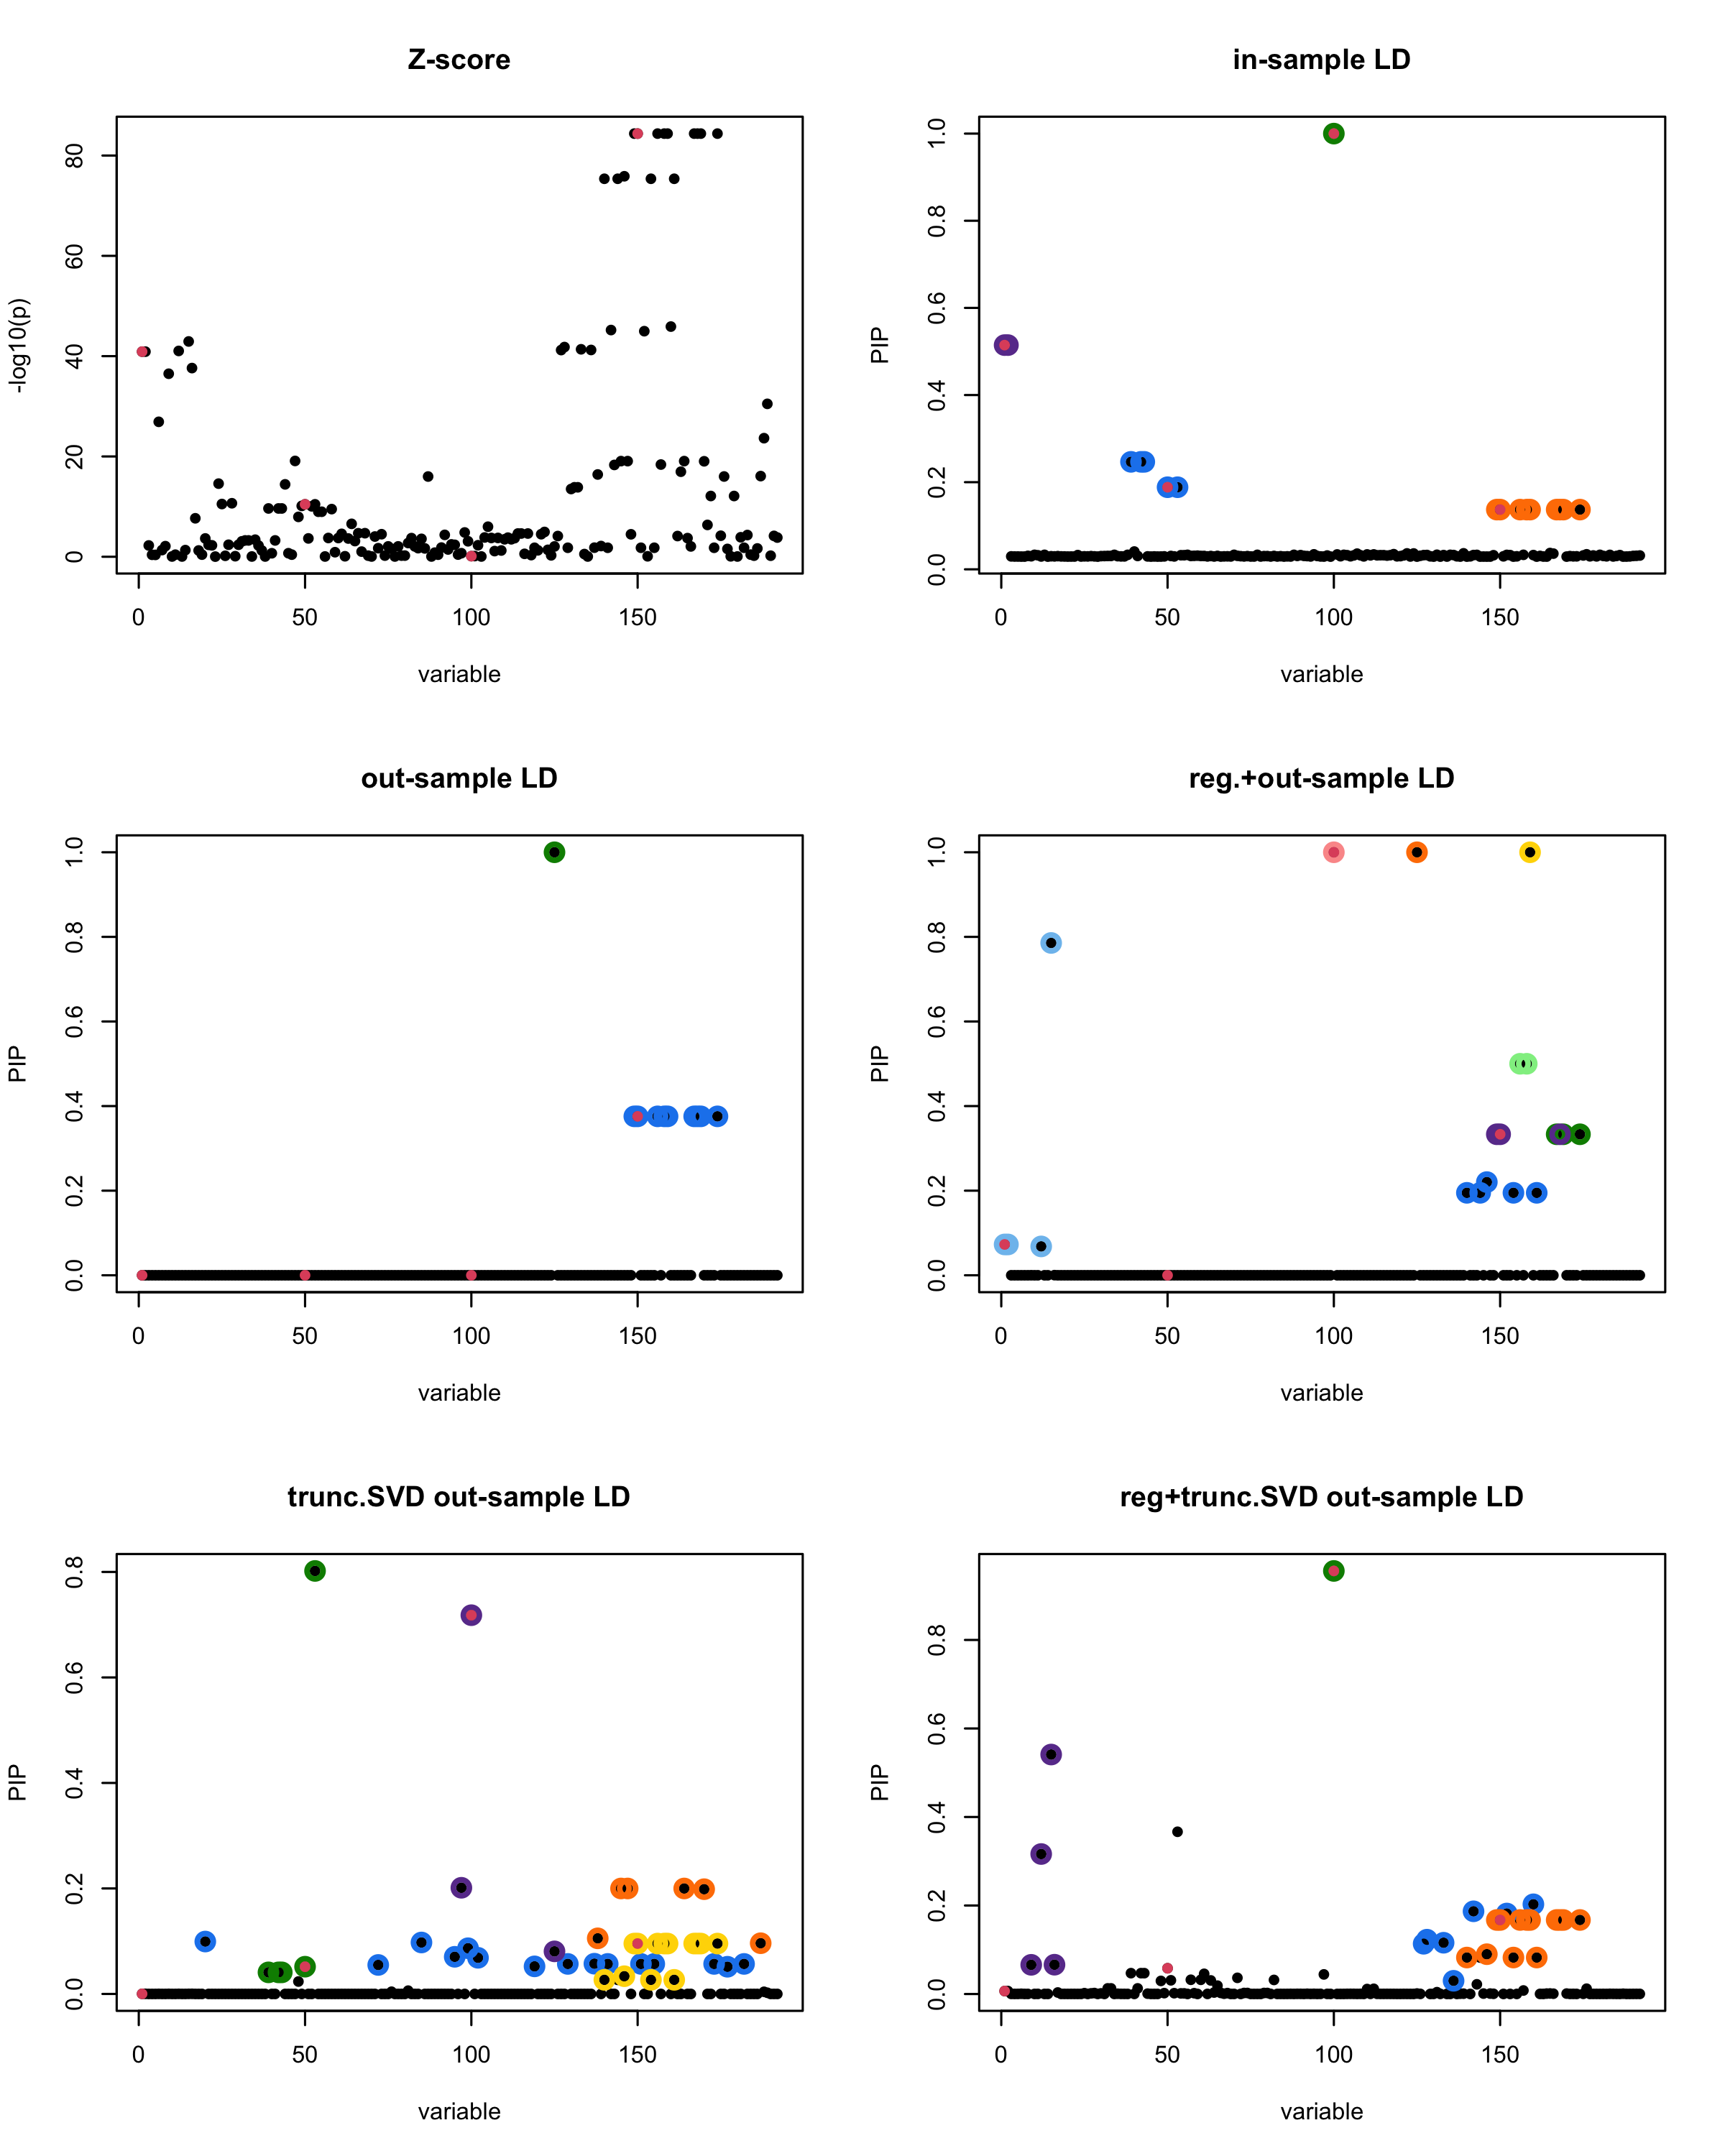 Z-score
-log10(p)
0 20 40 60 80
0 50 100 150
variable
in-sample LD
PIP
0.0 0.2 0.4 0.6 0.8 1.0
0 50 100 150
variable
out-sample LD
PIP
0.0 0.2 0.4 0.6 0.8 1.0
0 50 100 150
variable
reg.+out-sample LD
PIP
0.0 0.2 0.4 0.6 0.8 1.0
0 50 100 150
variable
trunc.SVD out-sample LD
PIP
0.0 0.2 0.4 0.6 0.8
0 50 100 150
variable
reg+trunc.SVD out-sample LD
PIP
0.0 0.2 0.4 0.6 0.8
0 50 100 150
variable